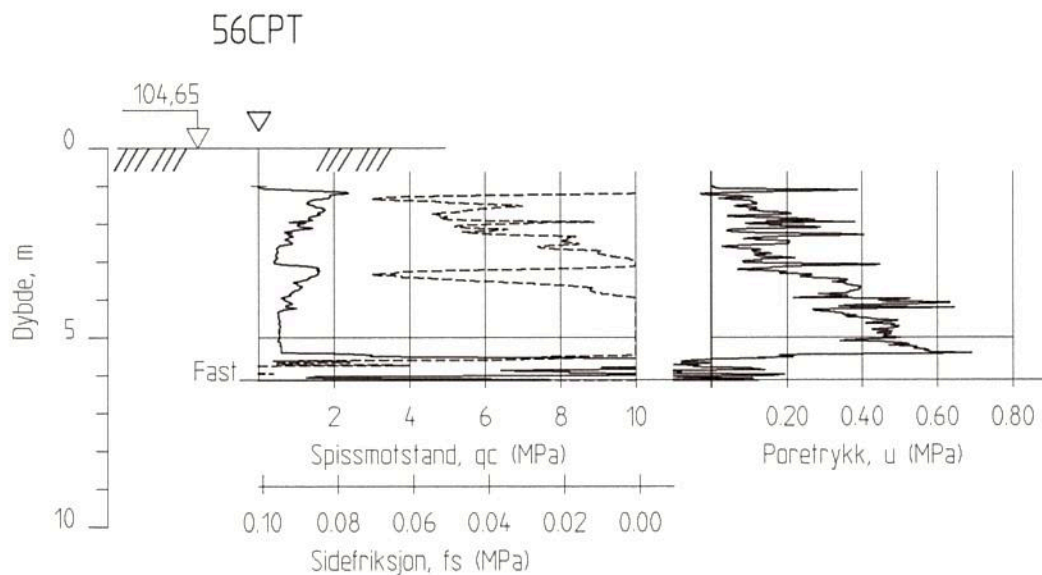 56CPT
104,65
0
Dybde, m
5
Fast
10
2 4 6 8 10
Spissmotstand, qc (MPa)
0.20 0.40 0.60 0.80
Poretrykk, u (MPa)
0.10 0.08 0.06 0.04 0.02 0.00
Sidefriksjon, fs (MPa)